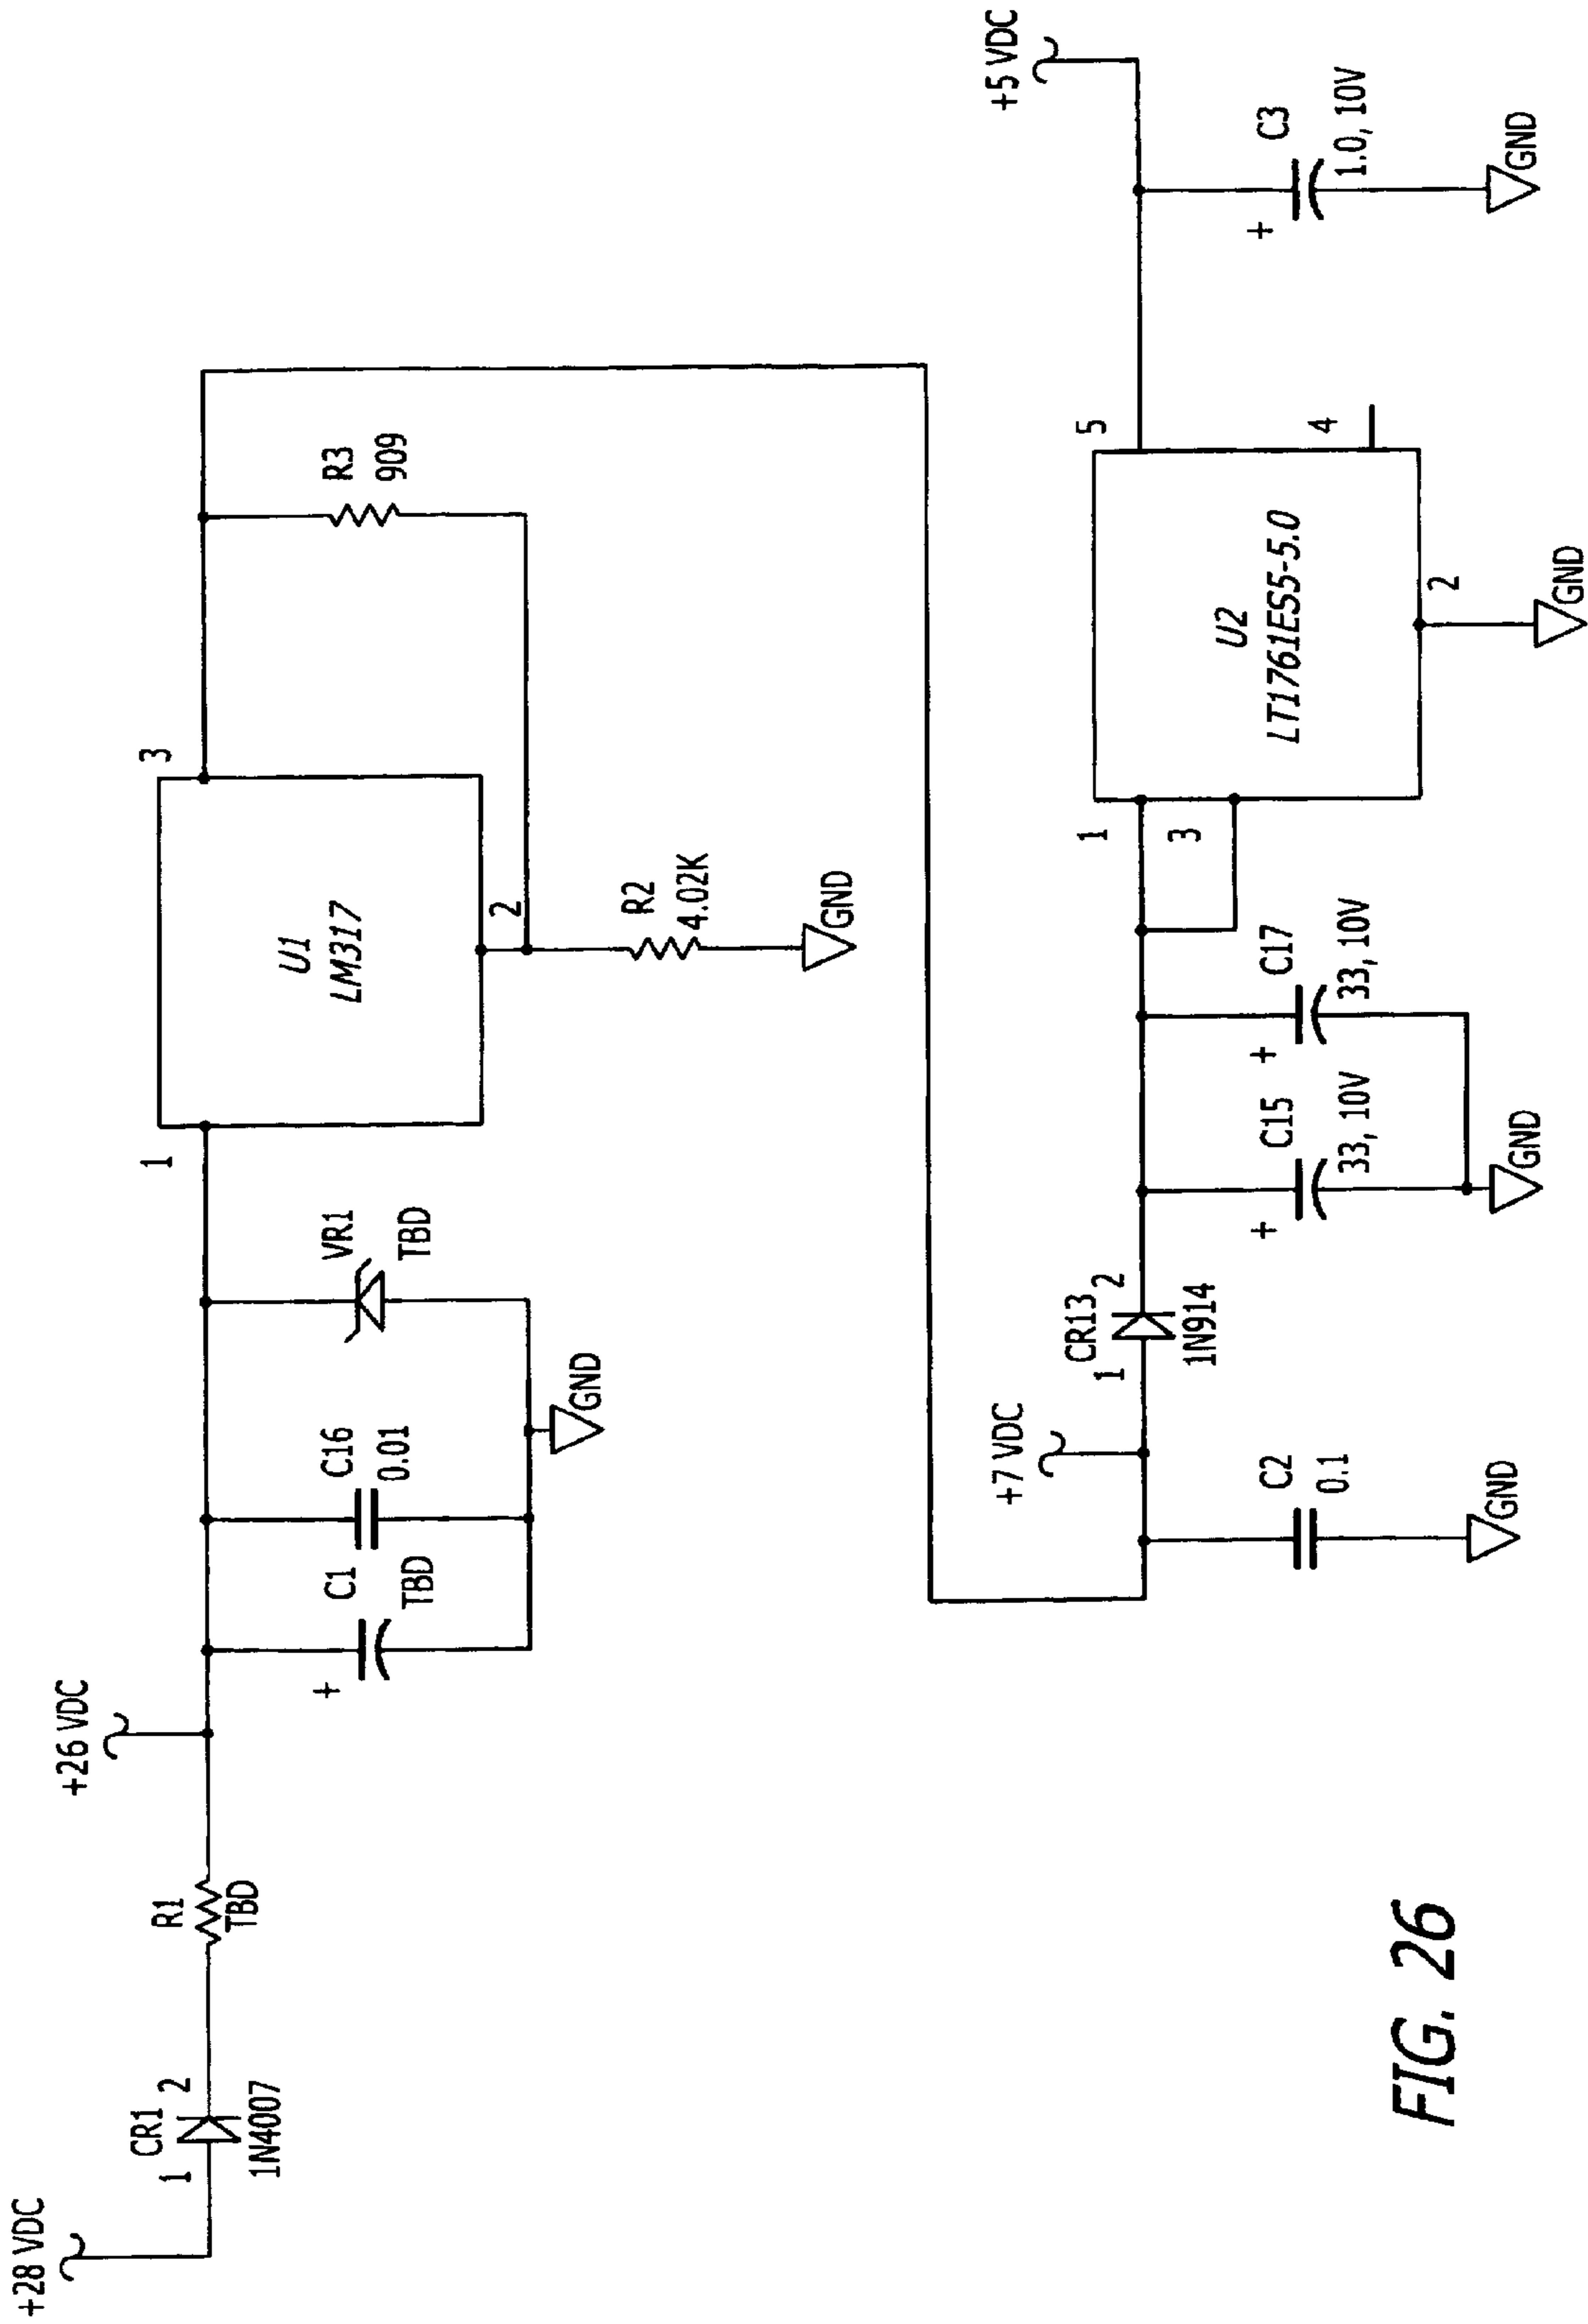 +28 VDC
CR1
1
2
1N4007
R1
TBD
+26 VDC
C1
+
TBD
C16
0.01
VR1
TBD
GND
1
U1
LM317
3
2
R2
4.02K
GND
R3
909
+7 VDC
C2
0.1
GND
CR13
1
2
1N914
C15
+
33, 10V
C17
+
33, 10V
GND
1
3
U2
LT1761ES5-5.0
5
4
2
GND
+5 VDC
C3
+
1.0, 10V
GND
FIG. 26